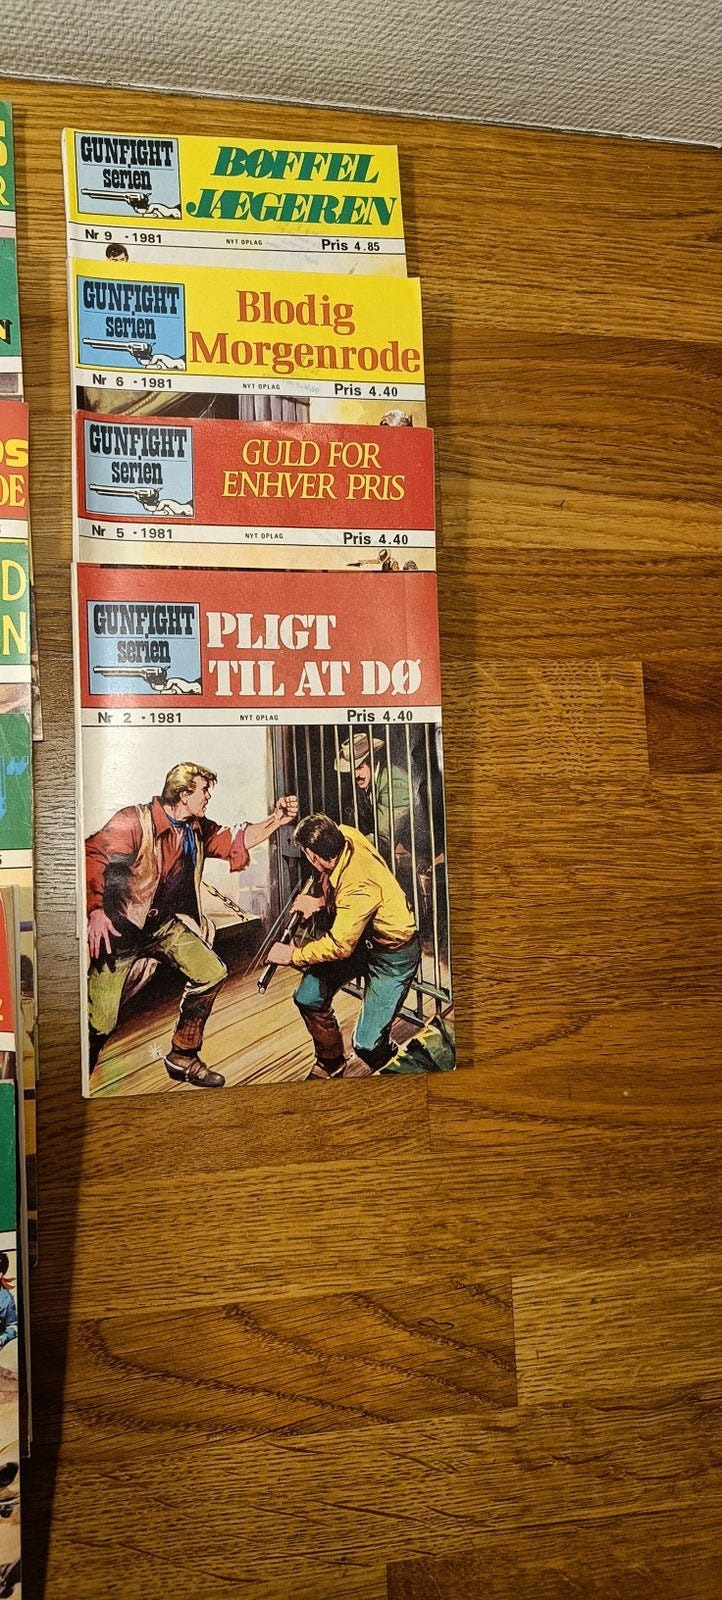 GUNFIGHT
serien
BØFFEL
JÆGEREN
Nr 9 - 1981
NYT OPLAG
Pris 4.85
GUNFIGHT
serien
Blodig
Morgenrode
Nr 6 - 1981
NYT OPLAG
Pris 4.40
GUNFIGHT
serien
GULD FOR
ENHVER PRIS
Nr 5 - 1981
NYT OPLAG
Pris 4.40
GUNFIGHT
serien
PLIGT
TIL AT DØ
Nr 2 - 1981
NYT OPLAG
Pris 4.40